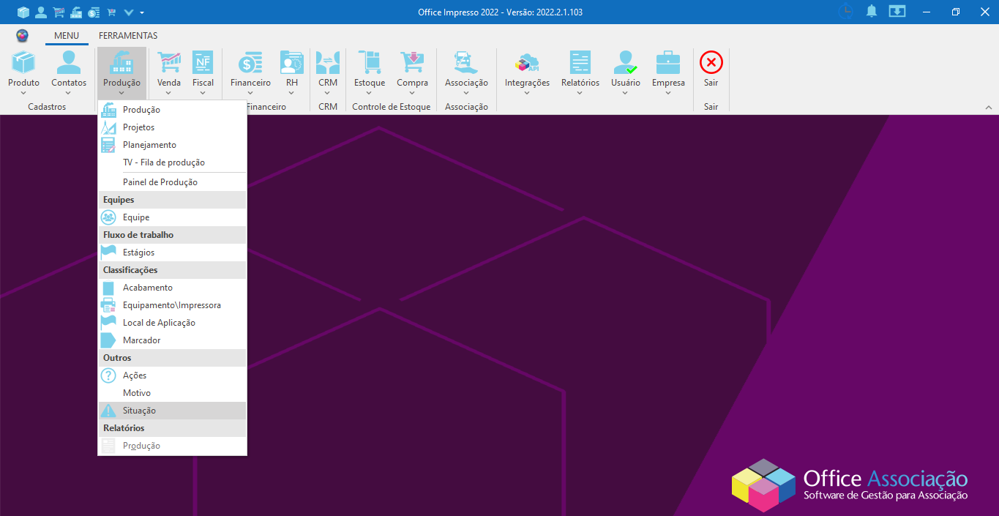 Office Impresso 2022 - Versão: 2022.2.1.103
MENU FERRAMENTAS
Produto Contatos Produção Venda Fiscal Financeiro RH CRM Estoque Compra Associação Integrações Relatórios Usuário Empresa Sair
Cadastros Financeiro CRM Controle de Estoque Associação Sair
Produção
Projetos
Planejamento
TV - Fila de produção
Painel de Produção
Equipes
Equipe
Fluxo de trabalho
Estágios
Classificações
Acabamento
Equipamento\Impressora
Local de Aplicação
Marcador
Outros
Ações
Motivo
Situação
Relatórios
Produção
Office Associação
Software de Gestão para Associação